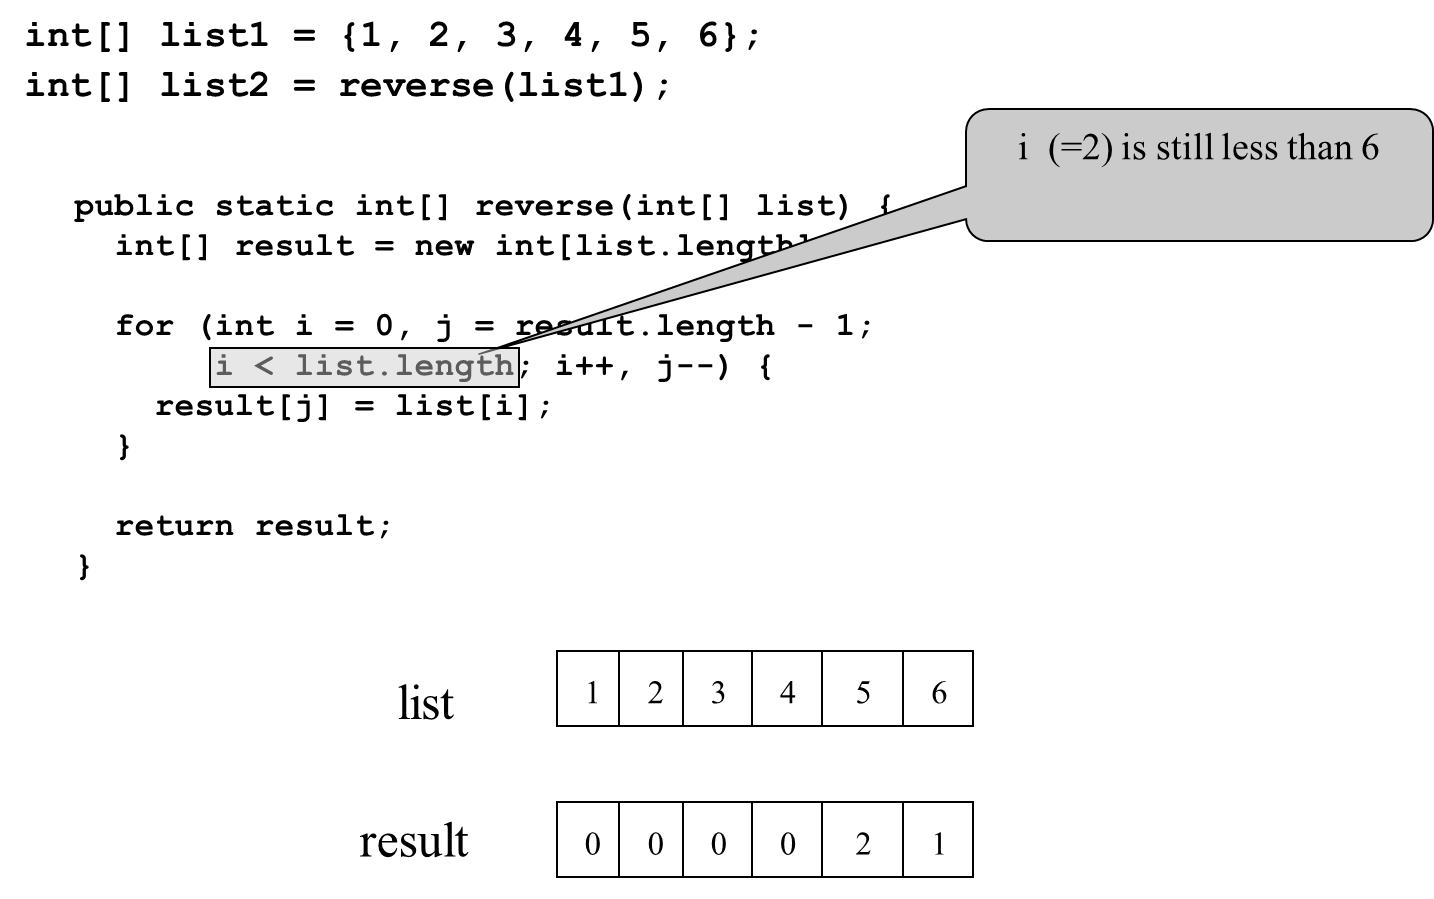 int[] list1 = {1, 2, 3, 4, 5, 6};
int[] list2 = reverse(list1);
i (=2) is still less than 6
public static int[] reverse(int[] list) {
int[] result = new int[list.length]
for (int i = 0, j = result.length - 1;
i < list.length; i++, j--) {
result[j] = list[i];
}
return result;
}
list 1 2 3 4 5 6
result 0 0 0 0 2 1